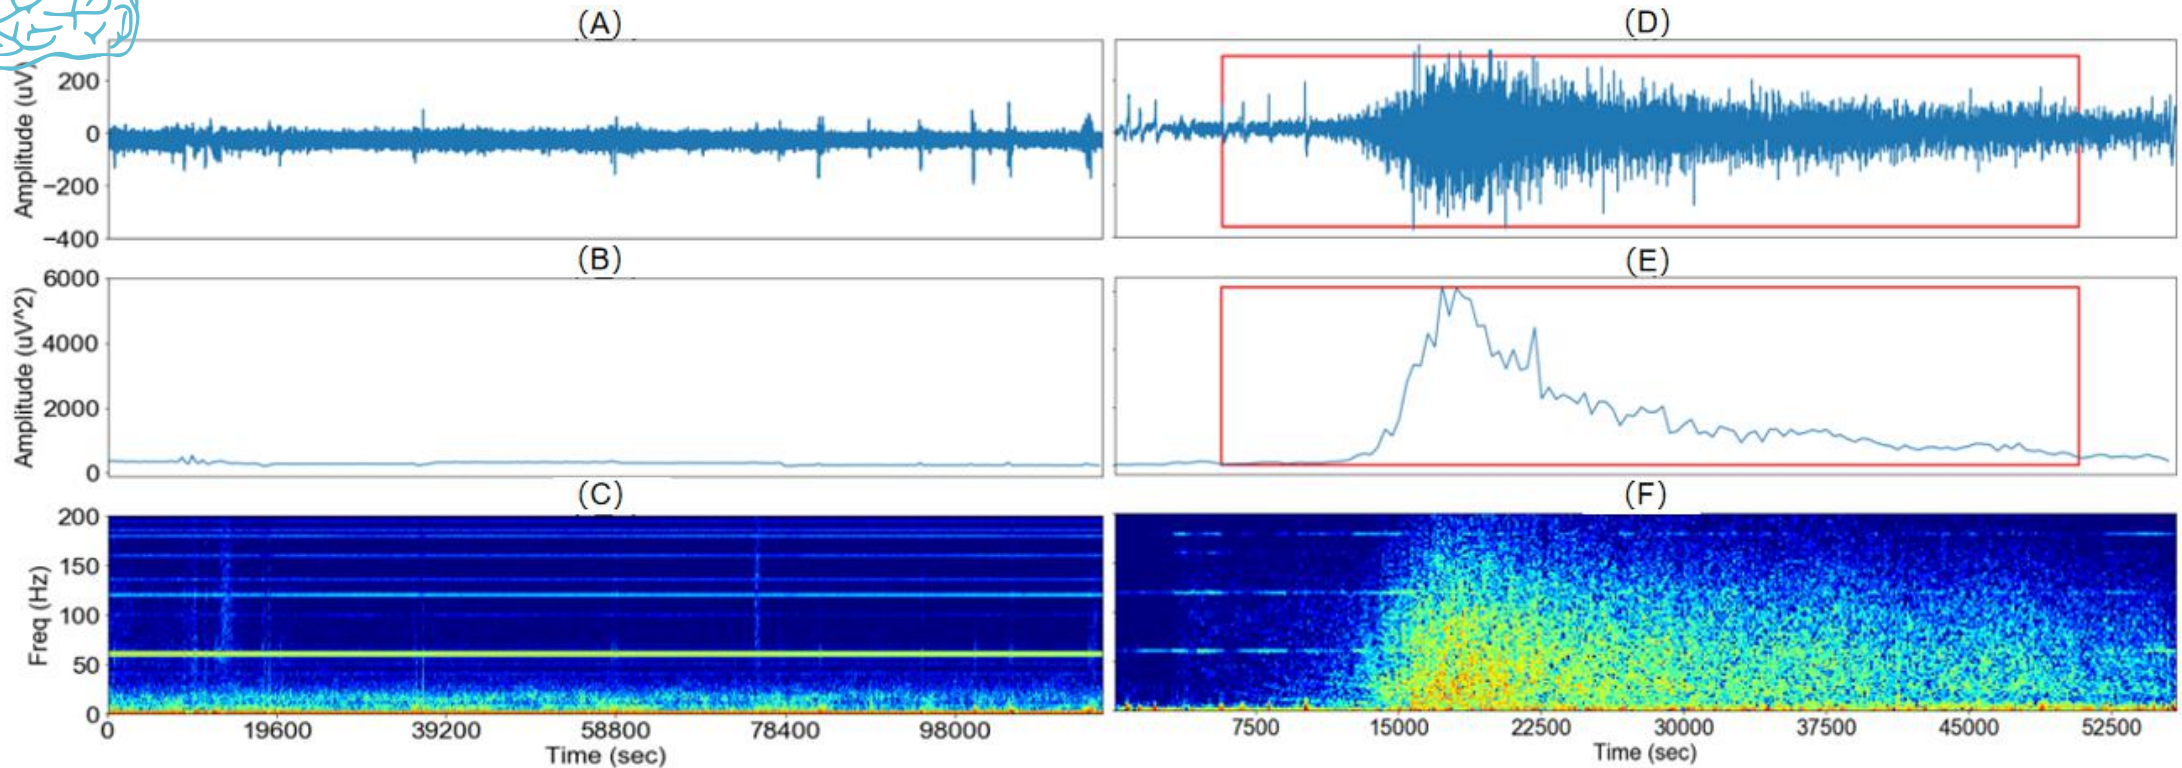 (A)
Amplitude (uV)
200
0
−200
−400
(D)
(B)
Amplitude (uV^2)
6000
4000
2000
0
(E)
(C)
Freq (Hz)
200
150
100
50
0
0 19600 39200 58800 78400 98000
Time (sec)
(F)
7500 15000 22500 30000 37500 45000 52500
Time (sec)